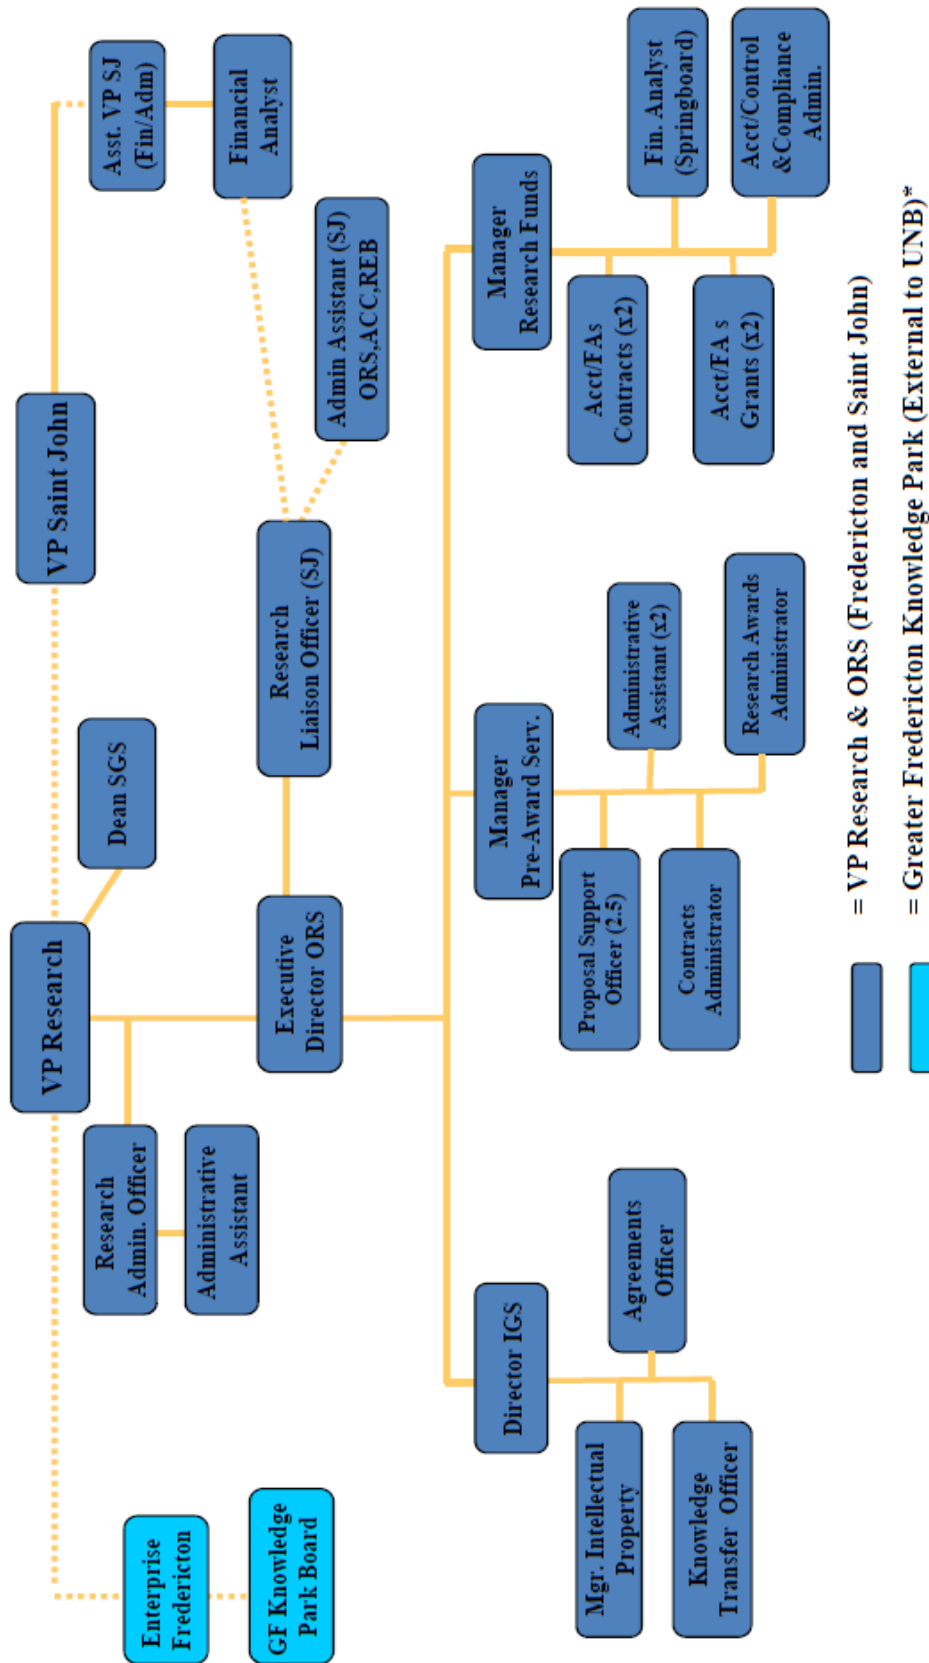 VP Research
VP Saint John
Dean SGS
Asst. VP SJ
(Fin/Adm)
Enterprise
Fredericton
Research
Admin. Officer
Financial
Analyst
Administrative
Assistant
GF Knowledge
Park Board
Executive
Director ORS
Research
Liaison Officer (SJ)
Admin Assistant (SJ)
ORS,ACC,REB
Director IGS
Manager
Pre-Award Serv.
Manager
Research Funds
Mgr. Intellectual
Property
Agreements
Officer
Knowledge
Transfer Officer
Proposal Support
Officer (2.5)
Administrative
Assistant (x2)
Contracts
Administrator
Research Awards
Administrator
Acct/FAs
Contracts (x2)
Fin. Analyst
(Springboard)
Acct/FA s
Grants (x2)
Acct/Control
&Compliance
Admin.
= VP Research & ORS (Fredericton and Saint John)
= Greater Fredericton Knowledge Park (External to UNB)*